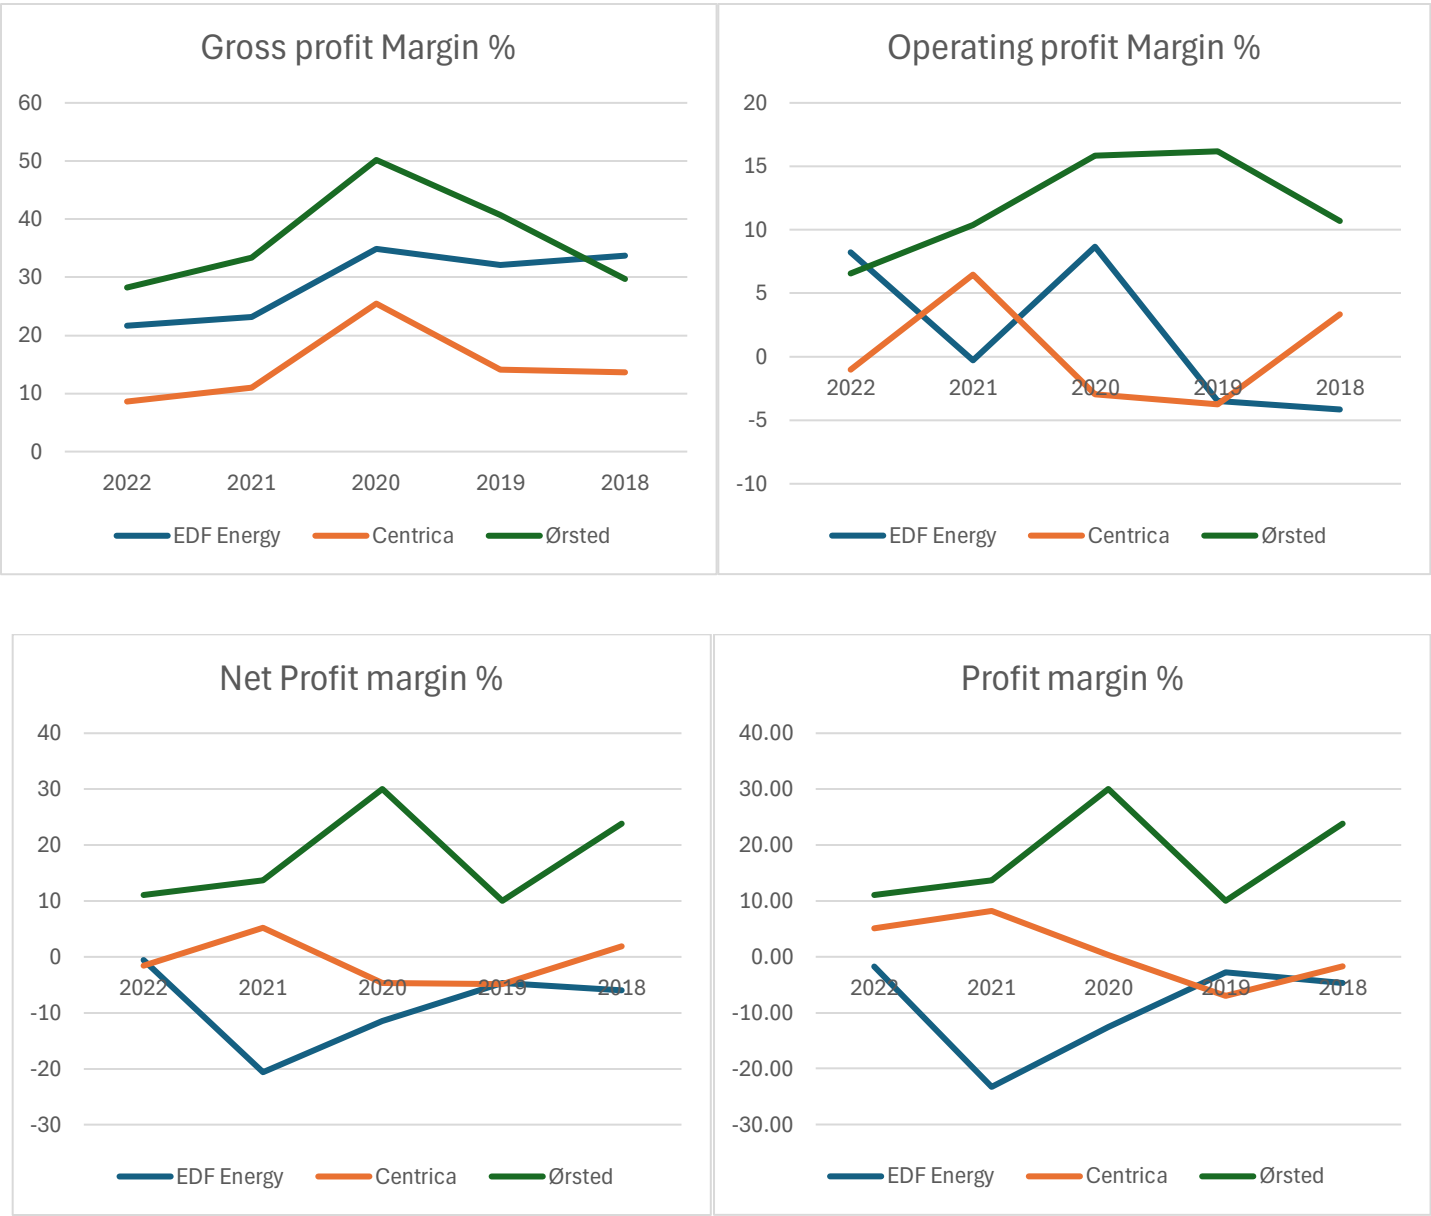 Gross profit Margin %
60
50
40
30
20
10
0
2022 2021 2020 2019 2018
EDF Energy Centrica Ørsted
Operating profit Margin %
20
15
10
5
0
2022 2021 2020 2019 2018
-5
-10
EDF Energy Centrica Ørsted
Net Profit margin %
40
30
20
10
0
2022 2021 2020 2019 2018
-10
-20
-30
EDF Energy Centrica Ørsted
Profit margin %
40.00
30.00
20.00
10.00
0.00
2022 2021 2020 2019 2018
-10.00
-20.00
-30.00
EDF Energy Centrica Ørsted